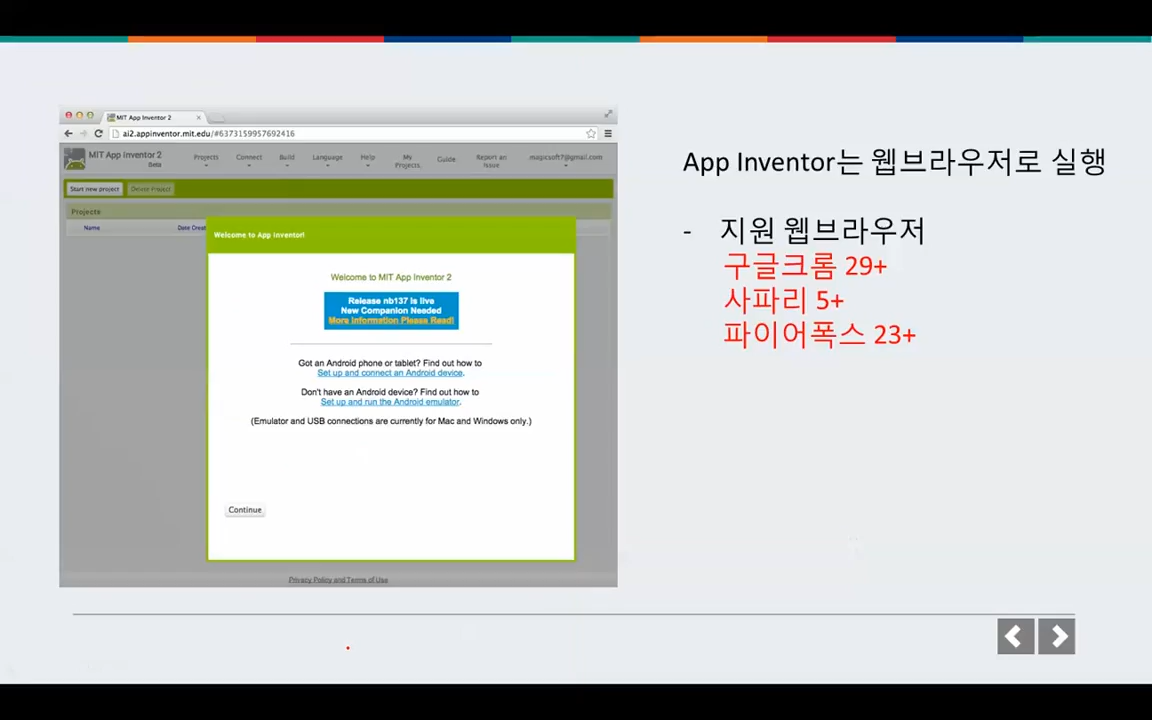 MIT App Inventor 2
ai2.appinventor.mit.edu/#6373159957692416
MIT App Inventor 2
Beta
Projects
Connect
Build
Language
Help
My Projects
Guide
Report an Issue
magicsoft7@gmail.com
Start new project
Delete Project
Projects
Name
Date Creat
Welcome to App Inventor!
Welcome to MIT App Inventor 2
Release nb137 is live
New Companion Needed
More Information Please Read!
Got an Android phone or tablet? Find out how to
Set up and connect an Android device.
Don't have an Android device? Find out how to
Set up and run the Android emulator.
(Emulator and USB connections are currently for Mac and Windows only.)
Continue
Privacy Policy and Terms of Use
App Inventor는 웹브라우저로 실행
- 지원 웹브라우저
구글크롬 29+
사파리 5+
파이어폭스 23+